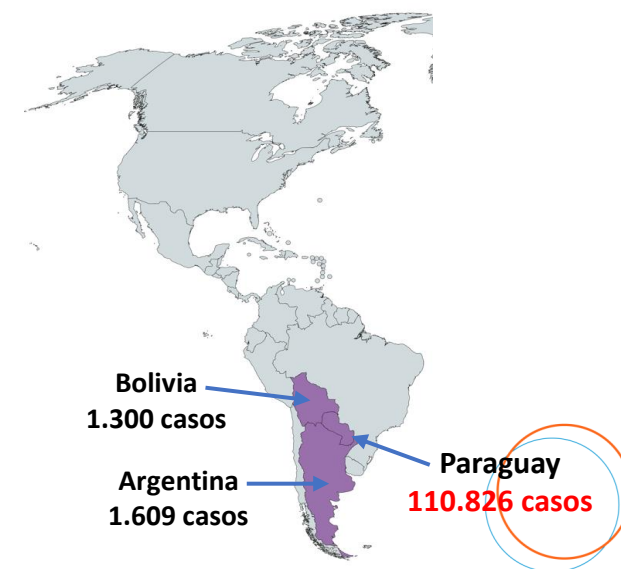 Bolivia
1.300 casos
Argentina
1.609 casos
Paraguay
110.826 casos